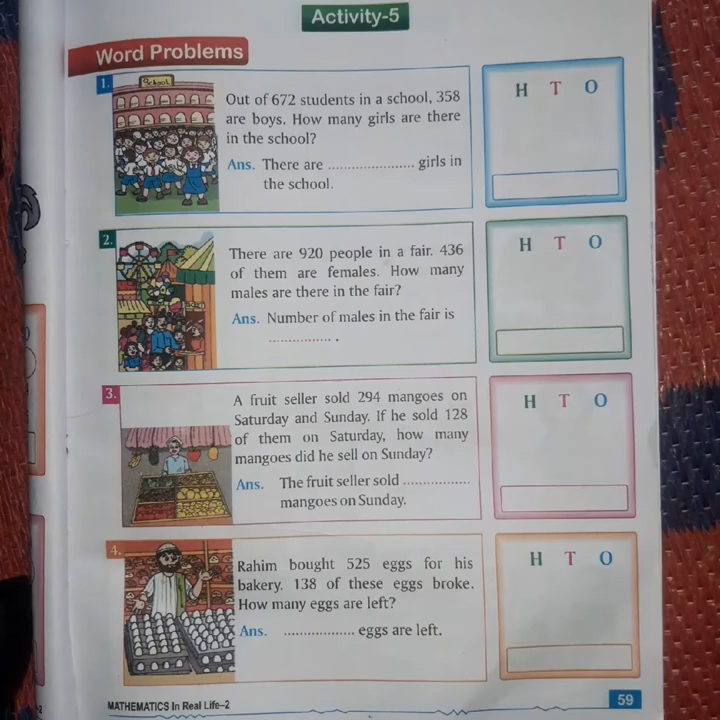 Activity-5
Word Problems
1.
School
Out of 672 students in a school, 358
are boys. How many girls are there
in the school?
Ans. There are ..................... girls in
the school.
H T O
2.
There are 920 people in a fair. 436
of them are females. How many
males are there in the fair?
Ans. Number of males in the fair is
................ .
H T O
3.
A fruit seller sold 294 mangoes on
Saturday and Sunday. If he sold 128
of them on Saturday, how many
mangoes did he sell on Sunday?
Ans. The fruit seller sold .................
mangoes on Sunday.
H T O
4.
Rahim bought 525 eggs for his
bakery. 138 of these eggs broke.
How many eggs are left?
Ans. .................. eggs are left.
H T O
MATHEMATICS In Real Life–2
59